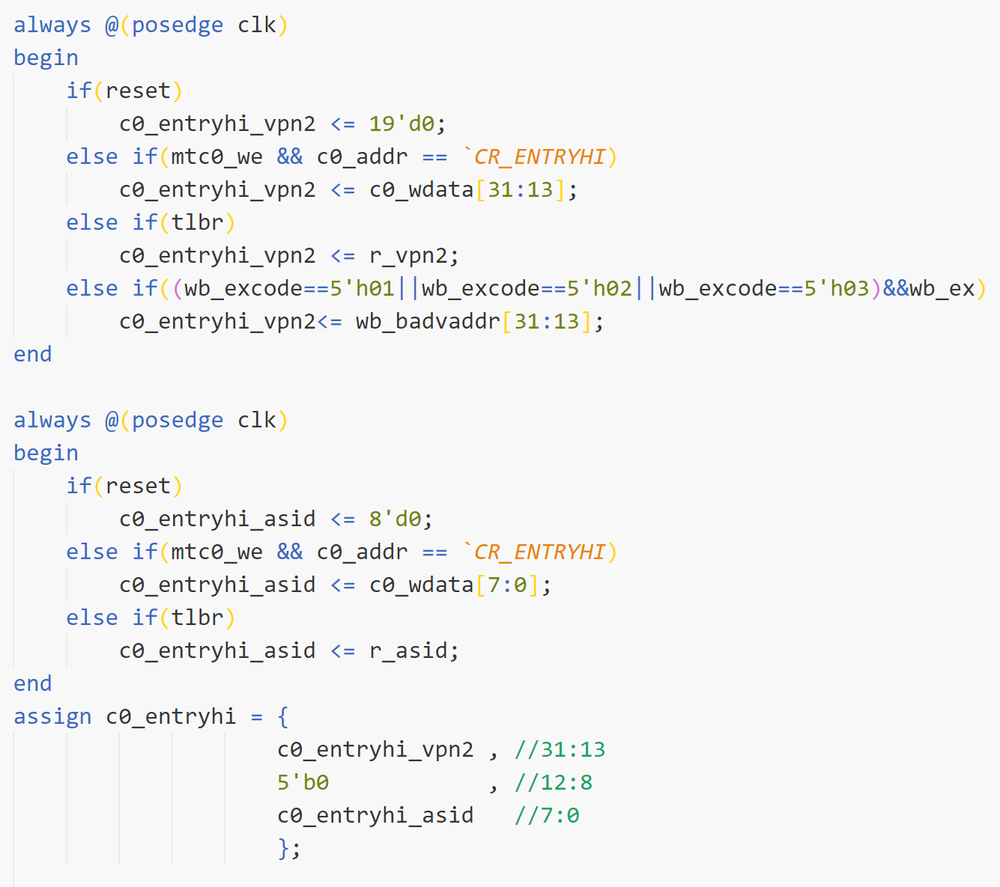 always @(posedge clk)
begin
    if(reset)
        c0_entryhi_vpn2 <= 19'd0;
    else if(mtc0_we && c0_addr == `CR_ENTRYHI)
        c0_entryhi_vpn2 <= c0_wdata[31:13];
    else if(tlbr)
        c0_entryhi_vpn2 <= r_vpn2;
    else if((wb_excode==5'h01||wb_excode==5'h02||wb_excode==5'h03)&&wb_ex)
        c0_entryhi_vpn2<= wb_badvaddr[31:13];
end

always @(posedge clk)
begin
    if(reset)
        c0_entryhi_asid <= 8'd0;
    else if(mtc0_we && c0_addr == `CR_ENTRYHI)
        c0_entryhi_asid <= c0_wdata[7:0];
    else if(tlbr)
        c0_entryhi_asid <= r_asid;
end
assign c0_entryhi = {
                    c0_entryhi_vpn2 , //31:13
                    5'b0            , //12:8
                    c0_entryhi_asid   //7:0
                    };